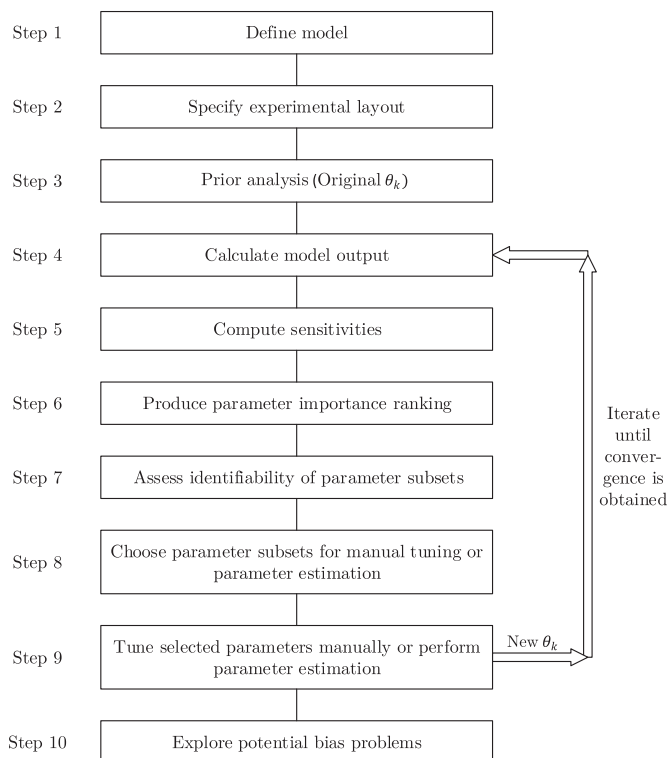 Step 1
Define model
Step 2
Specify experimental layout
Step 3
Prior analysis (Original θk)
Step 4
Calculate model output
Step 5
Compute sensitivities
Step 6
Produce parameter importance ranking
Step 7
Assess identifiability of parameter subsets
Step 8
Choose parameter subsets for manual tuning or
parameter estimation
Step 9
Tune selected parameters manually or perform
parameter estimation
New θk
Iterate
until
conver-
gence is
obtained
Step 10
Explore potential bias problems